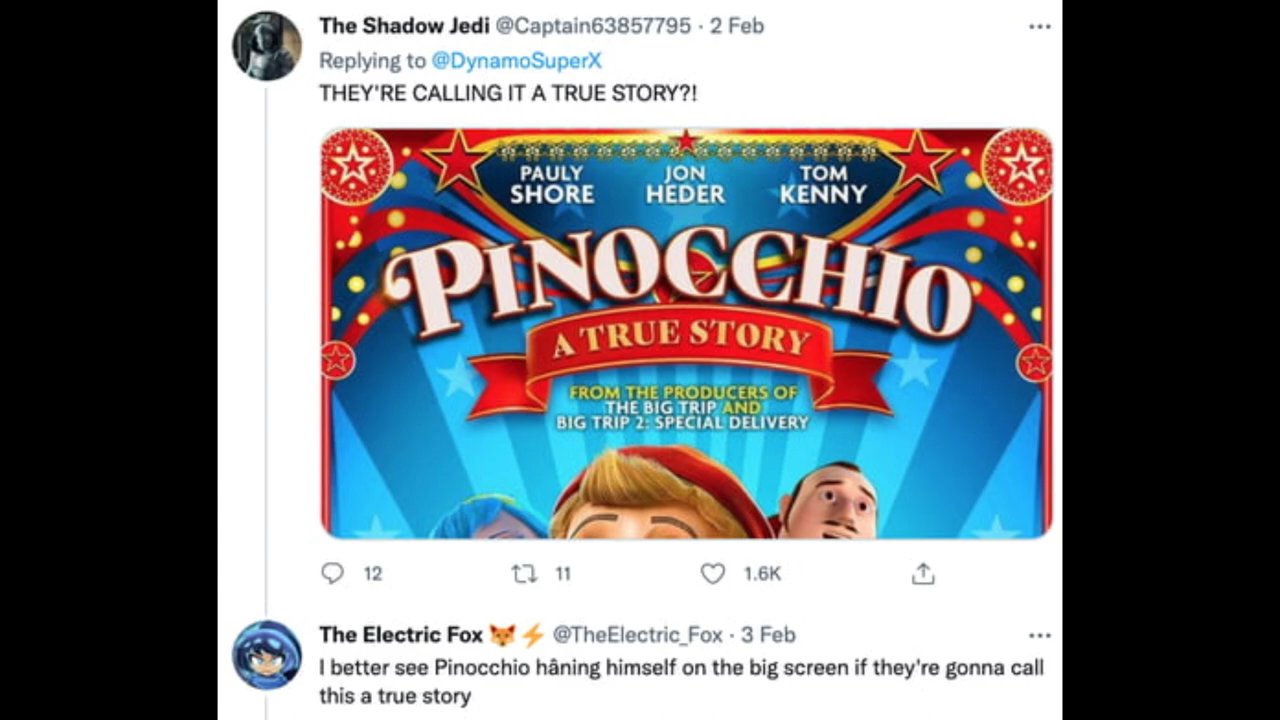 The Shadow Jedi @Captain63857795 · 2 Feb
Replying to @DynamoSuperX
THEY'RE CALLING IT A TRUE STORY?!
PAULY SHORE
JON HEDER
TOM KENNY
PINOCCHIO
A TRUE STORY
FROM THE PRODUCERS OF
THE BIG TRIP AND
BIG TRIP 2: SPECIAL DELIVERY
12 11 1.6K
The Electric Fox 🦊⚡ @TheElectric_Fox · 3 Feb
I better see Pinocchio hâning himself on the big screen if they're gonna call
this a true story